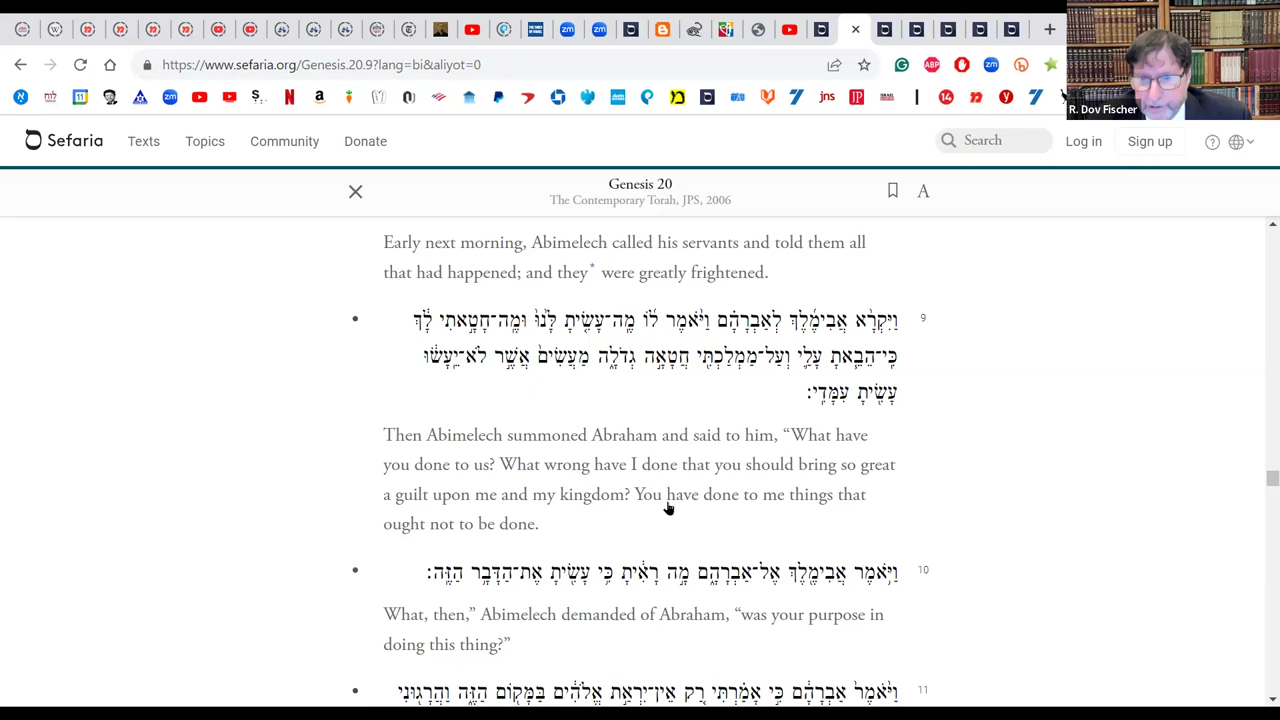 https://www.sefaria.org/Genesis.20.9?lang=bi&aliyot=0
R. Dov Fischer
Sefaria Texts Topics Community Donate Search Log in Sign up
Genesis 20
The Contemporary Torah, JPS, 2006
Early next morning, Abimelech called his servants and told them all
that had happened; and they* were greatly frightened.
9
וַיִּקְרָ֨א אֲבִימֶ֜לֶךְ לְאַבְרָהָ֗ם וַיֹּ֨אמֶר ל֜וֹ מֶֽה־עָשִׂ֤יתָ לָּ֙נוּ֙ וּמֶֽה־חָטָ֣אתִי לָ֔ךְ
כִּֽי־הֵבֵ֧אתָ עָלַ֛י וְעַל־מַמְלַכְתִּ֖י חֲטָאָ֣ה גְדֹלָ֑ה מַעֲשִׂים֙ אֲשֶׁ֣ר לֹא־יֵֽעָשׂ֔וּ
עָשִׂ֖יתָ עִמָּדִֽי׃
Then Abimelech summoned Abraham and said to him, “What have
you done to us? What wrong have I done that you should bring so great
a guilt upon me and my kingdom? You have done to me things that
ought not to be done.
10
וַיֹּ֥אמֶר אֲבִימֶ֖לֶךְ אֶל־אַבְרָהָ֑ם מָ֣ה רָאִ֔יתָ כִּ֥י עָשִׂ֖יתָ אֶת־הַדָּבָ֥ר הַזֶּֽה׃
What, then,” Abimelech demanded of Abraham, “was your purpose in
doing this thing?”
11
וַיֹּ֙אמֶר֙ אַבְרָהָ֔ם כִּ֣י אָמַ֗רְתִּי רַ֚ק אֵין־יִרְאַ֣ת אֱלֹהִ֔ים בַּמָּק֖וֹם הַזֶּ֑ה וַהֲרָג֖וּנִי